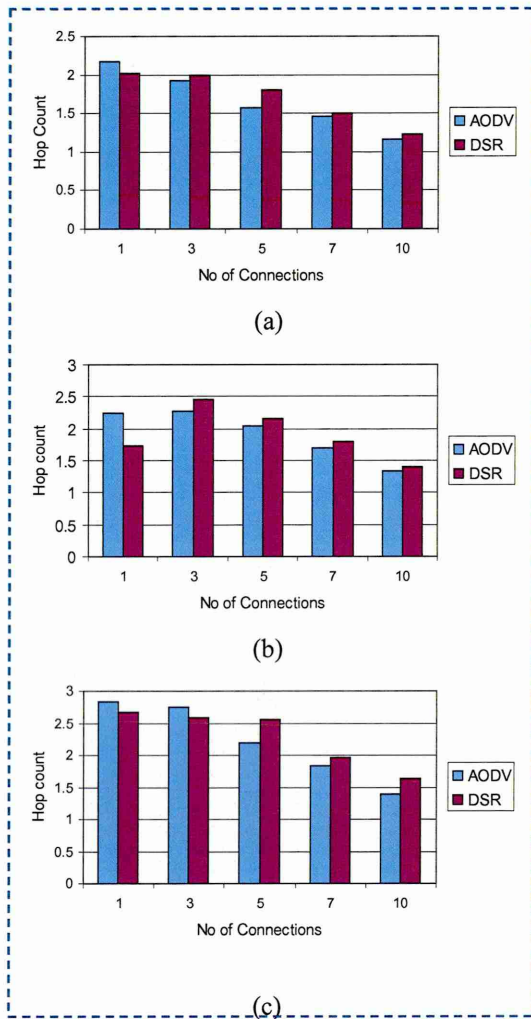 2.5
2
1.5
1
0.5
0
Hop Count
1 3 5 7 10
No of Connections
AODV
DSR
(a)
3
2.5
2
1.5
1
0.5
0
Hop count
1 3 5 7 10
No of Connections
AODV
DSR
(b)
3
2.5
2
1.5
1
0.5
0
Hop count
1 3 5 7 10
No of Connections
AODV
DSR
(c)